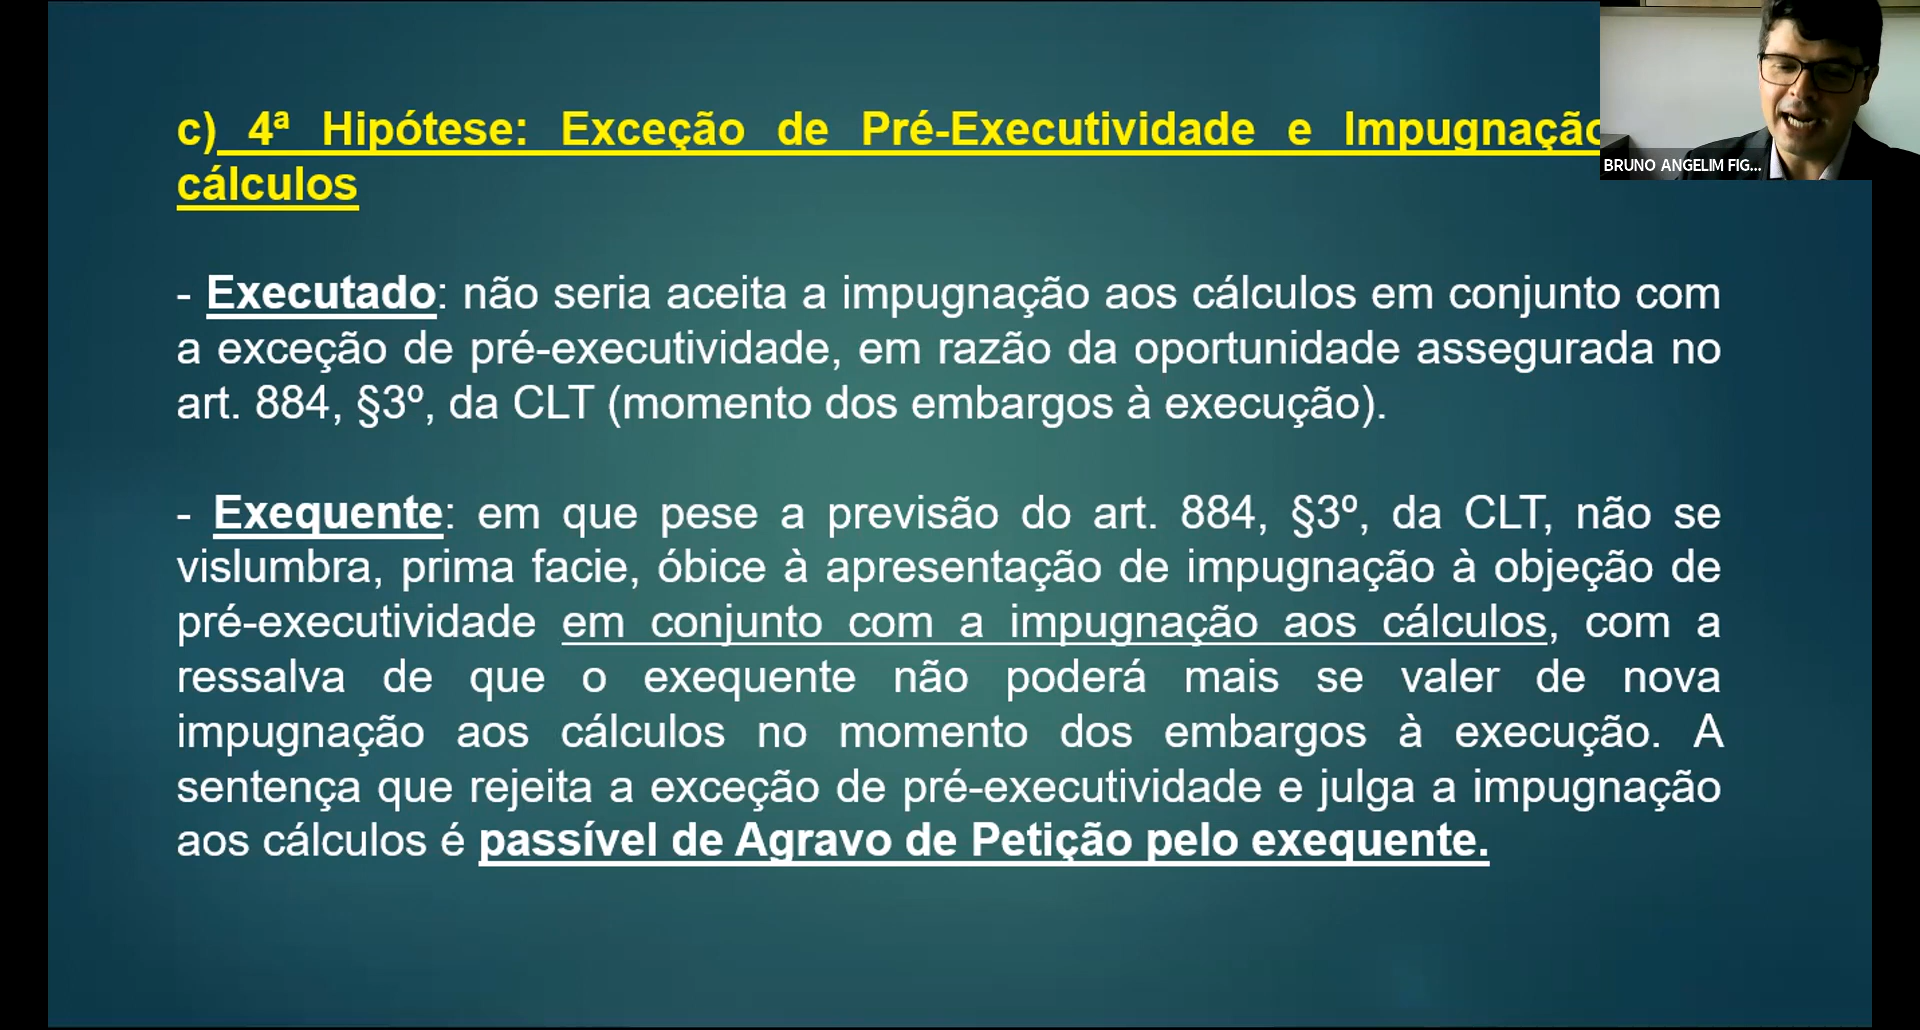 c) 4ª Hipótese: Exceção de Pré-Executividade e Impugnação
cálculos
- Executado: não seria aceita a impugnação aos cálculos em conjunto com
a exceção de pré-executividade, em razão da oportunidade assegurada no
art. 884, §3º, da CLT (momento dos embargos à execução).
- Exequente: em que pese a previsão do art. 884, §3º, da CLT, não se
vislumbra, prima facie, óbice à apresentação de impugnação à objeção de
pré-executividade em conjunto com a impugnação aos cálculos, com a
ressalva de que o exequente não poderá mais se valer de nova
impugnação aos cálculos no momento dos embargos à execução. A
sentença que rejeita a exceção de pré-executividade e julga a impugnação
aos cálculos é passível de Agravo de Petição pelo exequente.
BRUNO ANGELIM FIG...